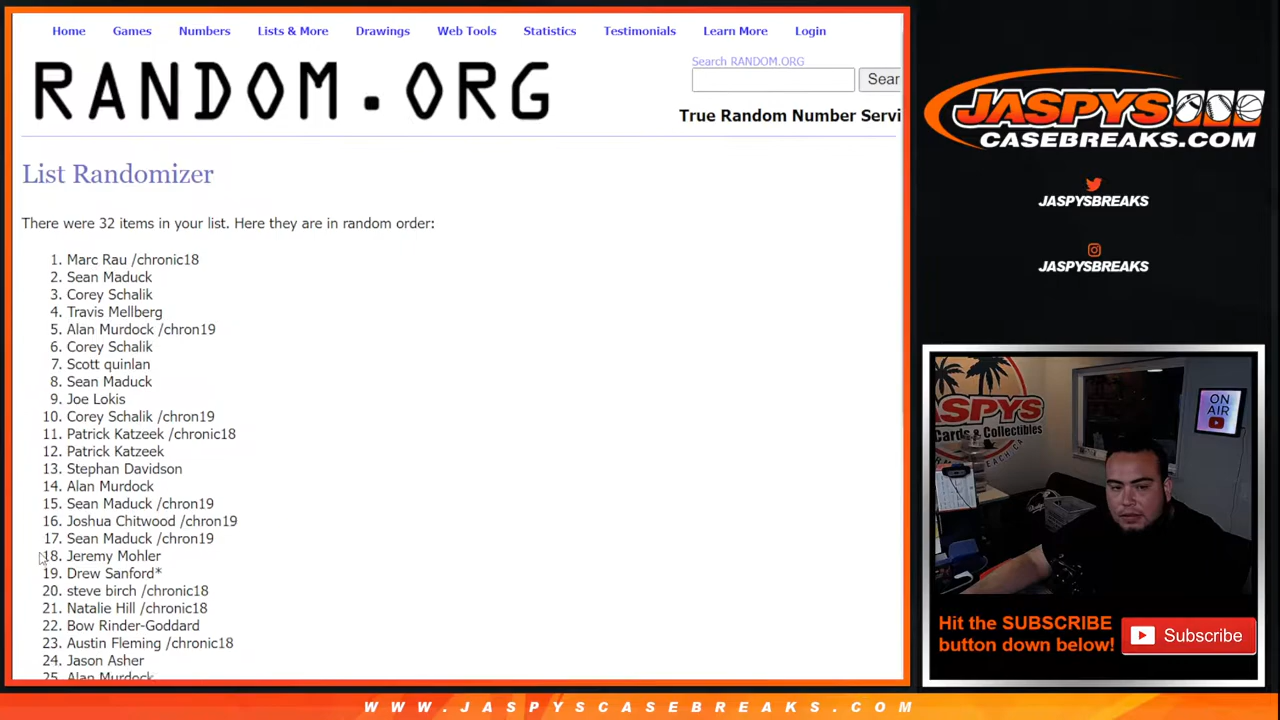 Home Games Numbers Lists & More Drawings Web Tools Statistics Testimonials Learn More Login
RANDOM.ORG
Search RANDOM.ORG
Sear
True Random Number Servi
List Randomizer
There were 32 items in your list. Here they are in random order:
1. Marc Rau /chronic18
2. Sean Maduck
3. Corey Schalik
4. Travis Mellberg
5. Alan Murdock /chron19
6. Corey Schalik
7. Scott quinlan
8. Sean Maduck
9. Joe Lokis
10. Corey Schalik /chron19
11. Patrick Katzeek /chronic18
12. Patrick Katzeek
13. Stephan Davidson
14. Alan Murdock
15. Sean Maduck /chron19
16. Joshua Chitwood /chron19
17. Sean Maduck /chron19
18. Jeremy Mohler
19. Drew Sanford*
20. steve birch /chronic18
21. Natalie Hill /chronic18
22. Bow Rinder-Goddard
23. Austin Fleming /chronic18
24. Jason Asher
25. Alan Murdock
JASPYS
CASEBREAKS.COM
JASPYSBREAKS
JASPYSBREAKS
ASPYS
Cards & Collectibles
ON
AIR
Hit the SUBSCRIBE
button down below!
Subscribe
WWW.JASPYSCASEBREAKS.COM